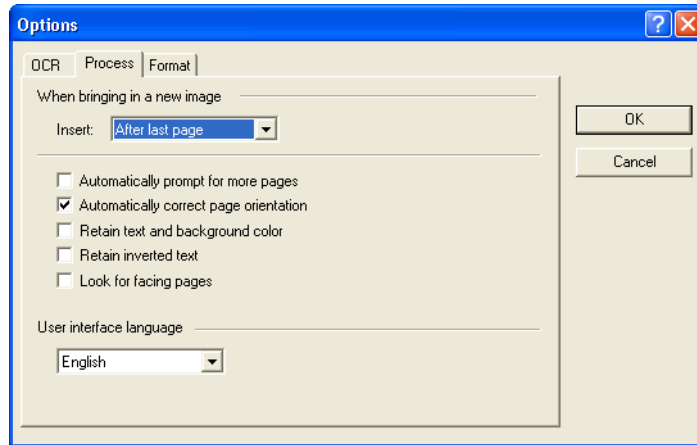 Options
OCR Process Format
When bringing in a new image
Insert: After last page
OK
Cancel
Automatically prompt for more pages
Automatically correct page orientation
Retain text and background color
Retain inverted text
Look for facing pages
User interface language
English